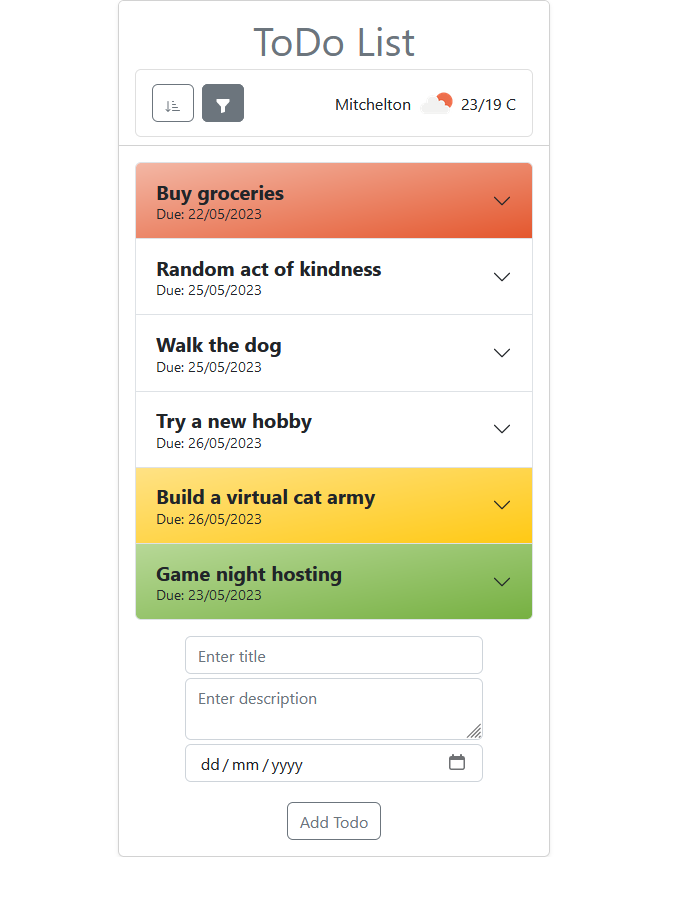 ToDo List
Mitchelton 23/19 C
Buy groceries
Due: 22/05/2023
Random act of kindness
Due: 25/05/2023
Walk the dog
Due: 25/05/2023
Try a new hobby
Due: 26/05/2023
Build a virtual cat army
Due: 26/05/2023
Game night hosting
Due: 23/05/2023
Enter title
Enter description
dd/mm/yyyy
Add Todo